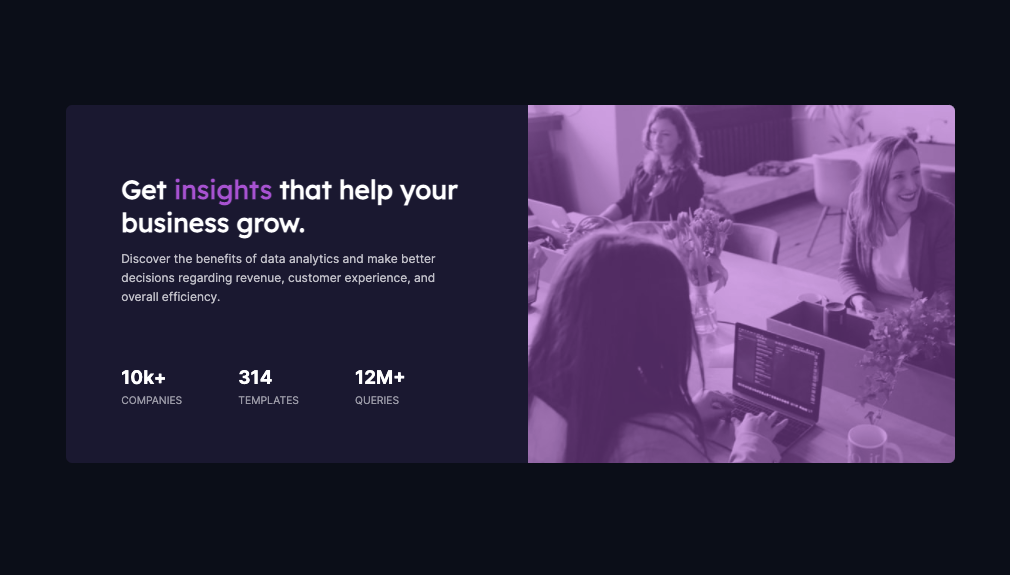 Get insights that help your
business grow.
Discover the benefits of data analytics and make better
decisions regarding revenue, customer experience, and
overall efficiency.
10k+ 314 12M+
COMPANIES TEMPLATES QUERIES